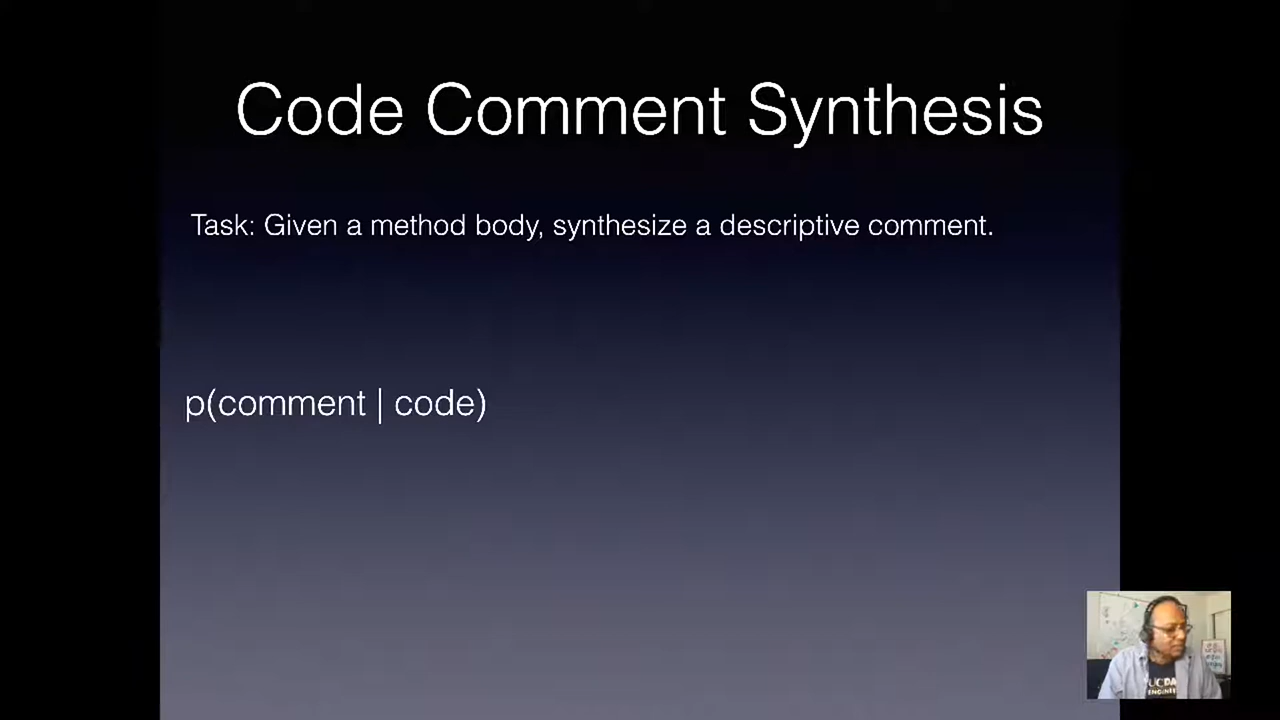 Code Comment Synthesis
Task: Given a method body, synthesize a descriptive comment.
p(comment | code)